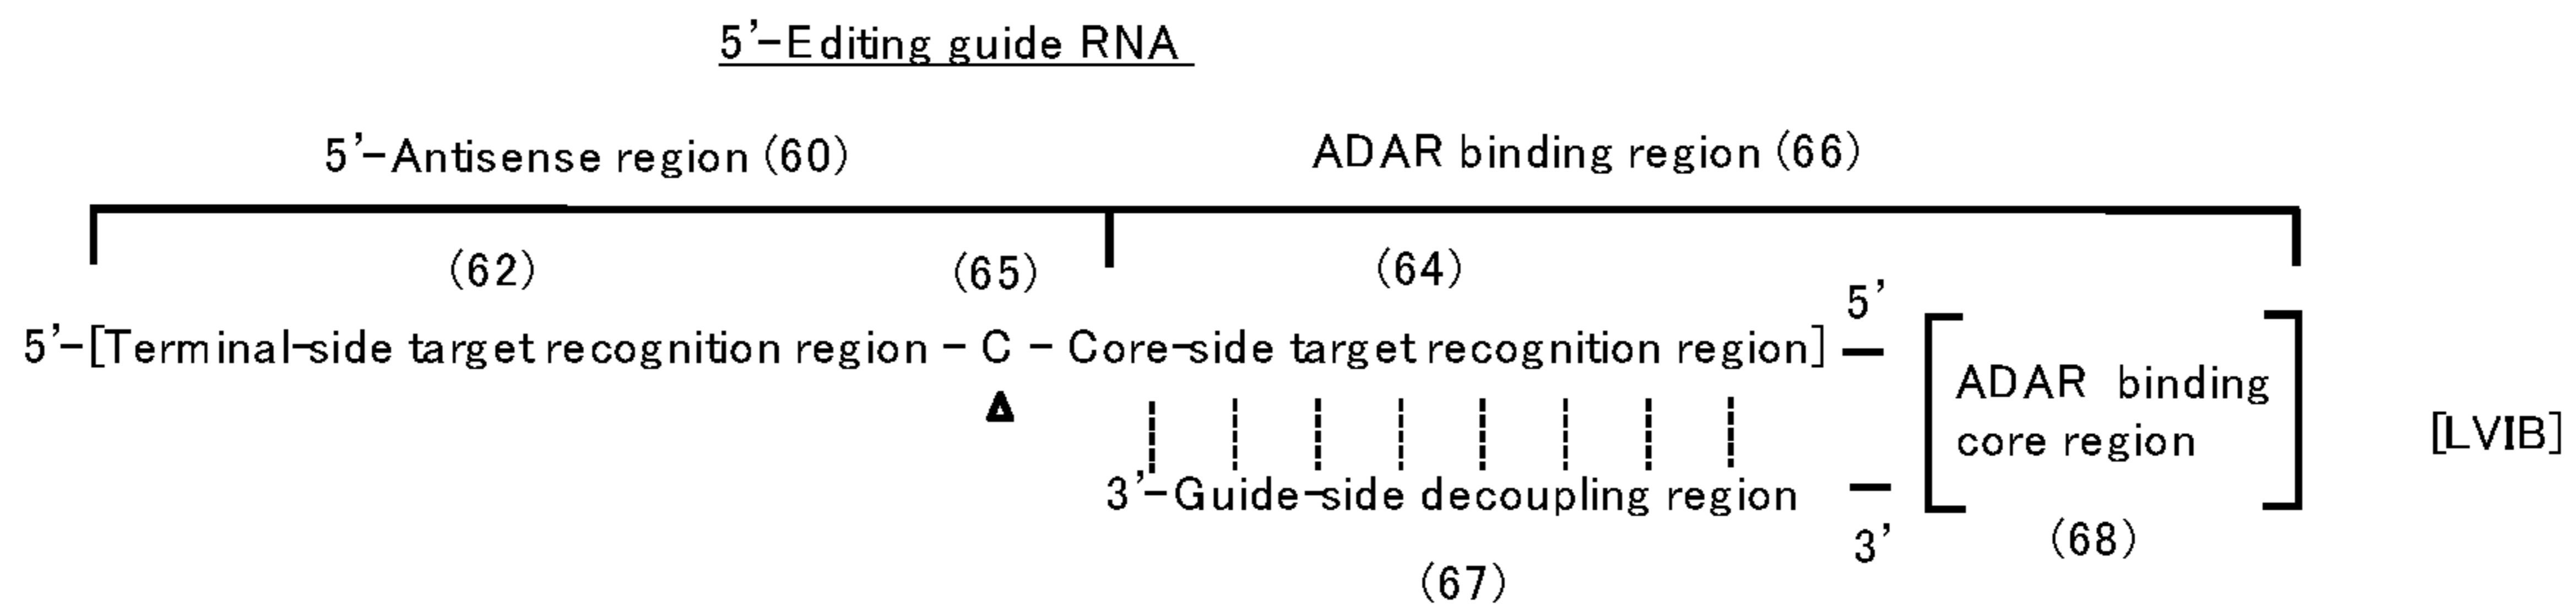 5’-Editing guide RNA
5’-Antisense region (60) ADAR binding region (66)
(62) (65) (64)
5’-[Terminal-side target recognition region - C - Core-side target recognition region] 5’
Δ
ADAR binding
core region
[LVIB]
3’-Guide-side decoupling region 3’
(67) (68)